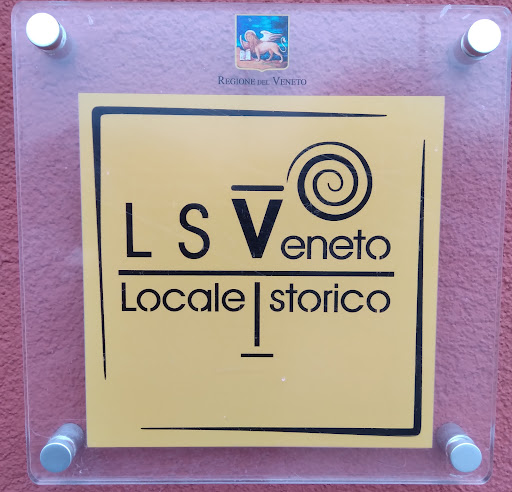 REGIONE DEL VENETO
L S Veneto
Locale storico